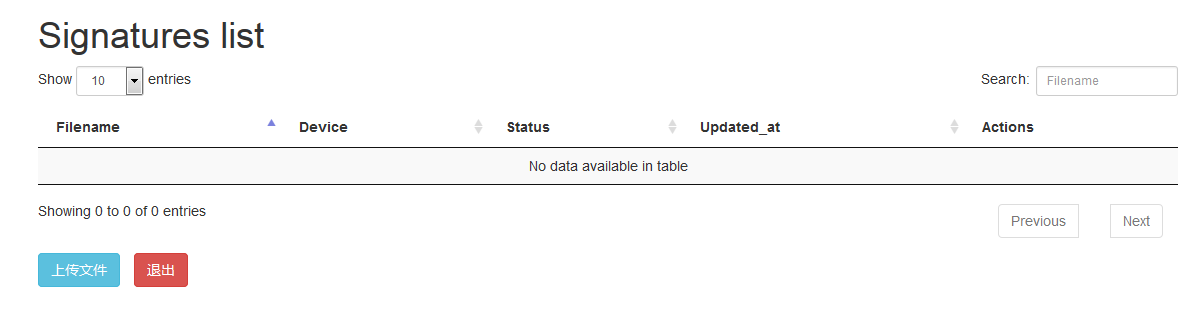 Signatures list
Show 10 entries Search: Filename
Filename Device Status Updated_at Actions
No data available in table
Showing 0 to 0 of 0 entries Previous Next
上传文件 退出